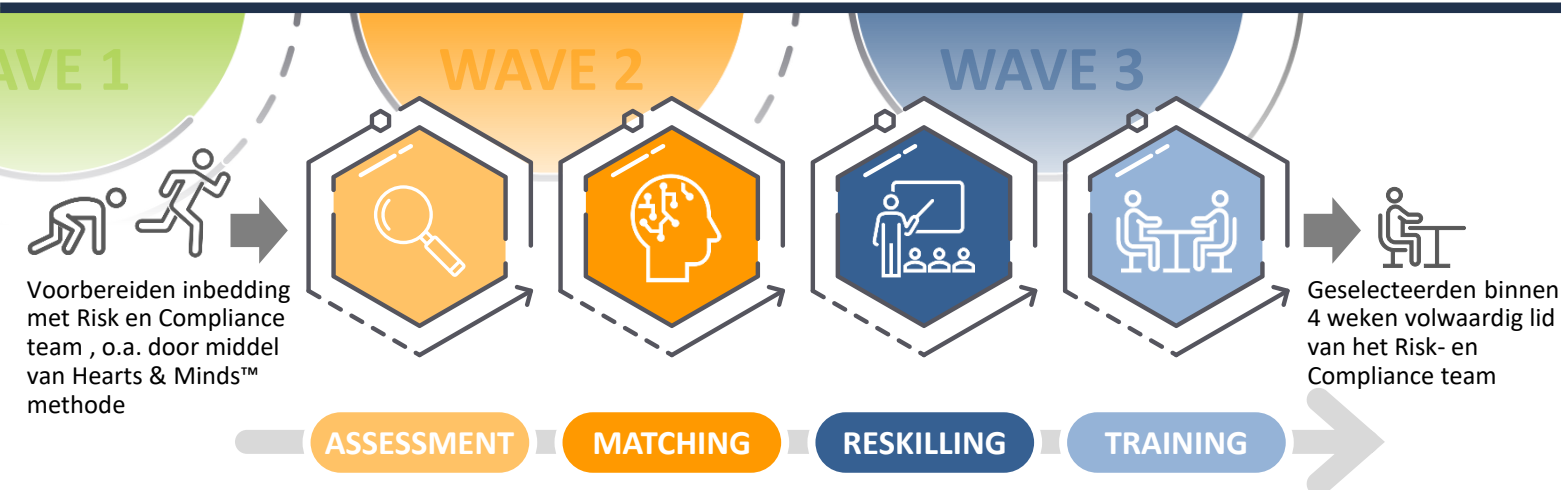 AVE 1
WAVE 2
WAVE 3
Voorbereiden inbedding
met Risk en Compliance
team , o.a. door middel
van Hearts & Minds™
methode
Geselecteerden binnen
4 weken volwaardig lid
van het Risk- en
Compliance team
ASSESSMENT
MATCHING
RESKILLING
TRAINING